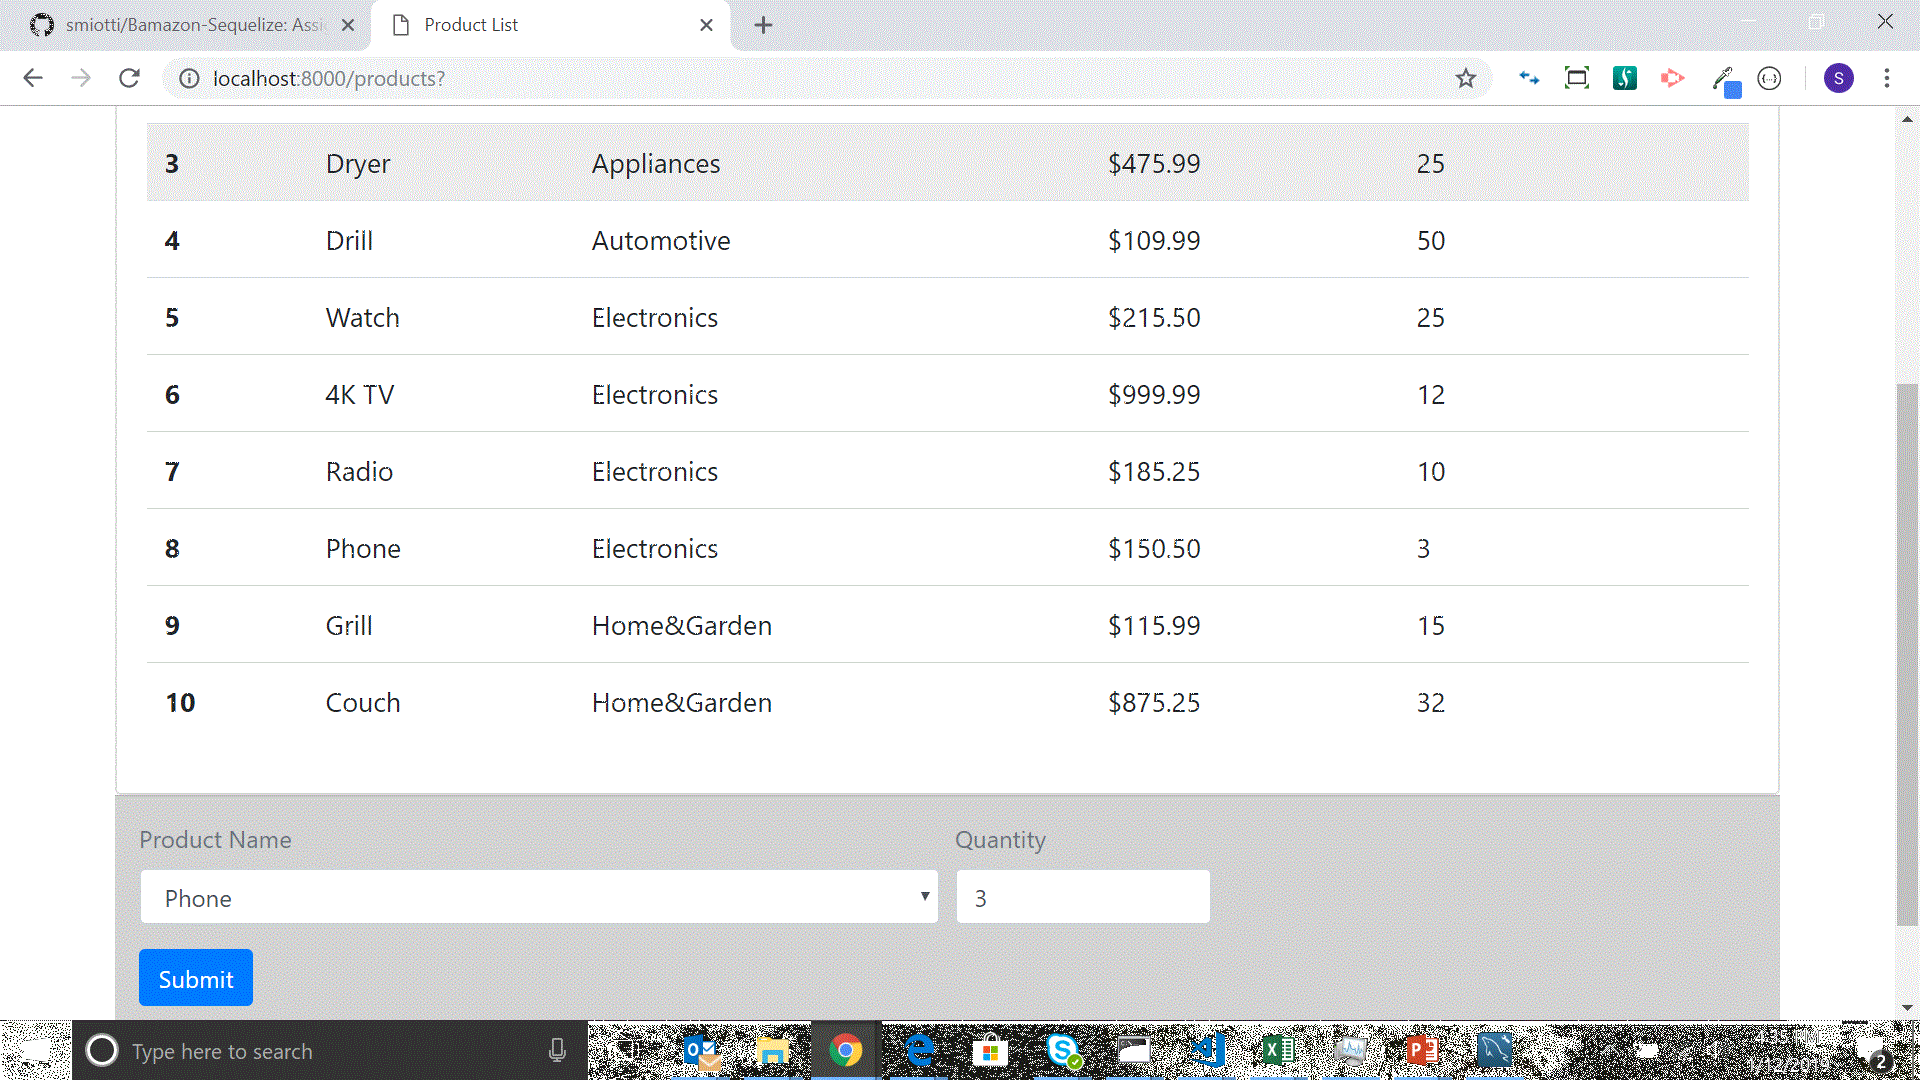 smiotti/Bamazon-Sequelize: Assi
Product List
localhost:8000/products?
S
3 Dryer Appliances $475.99 25
4 Drill Automotive $109.99 50
5 Watch Electronics $215.50 25
6 4K TV Electronics $999.99 12
7 Radio Electronics $185.25 10
8 Phone Electronics $150.50 3
9 Grill Home&Garden $115.99 15
10 Couch Home&Garden $875.25 32
Product Name Quantity
Phone 3
Submit
Type here to search
2